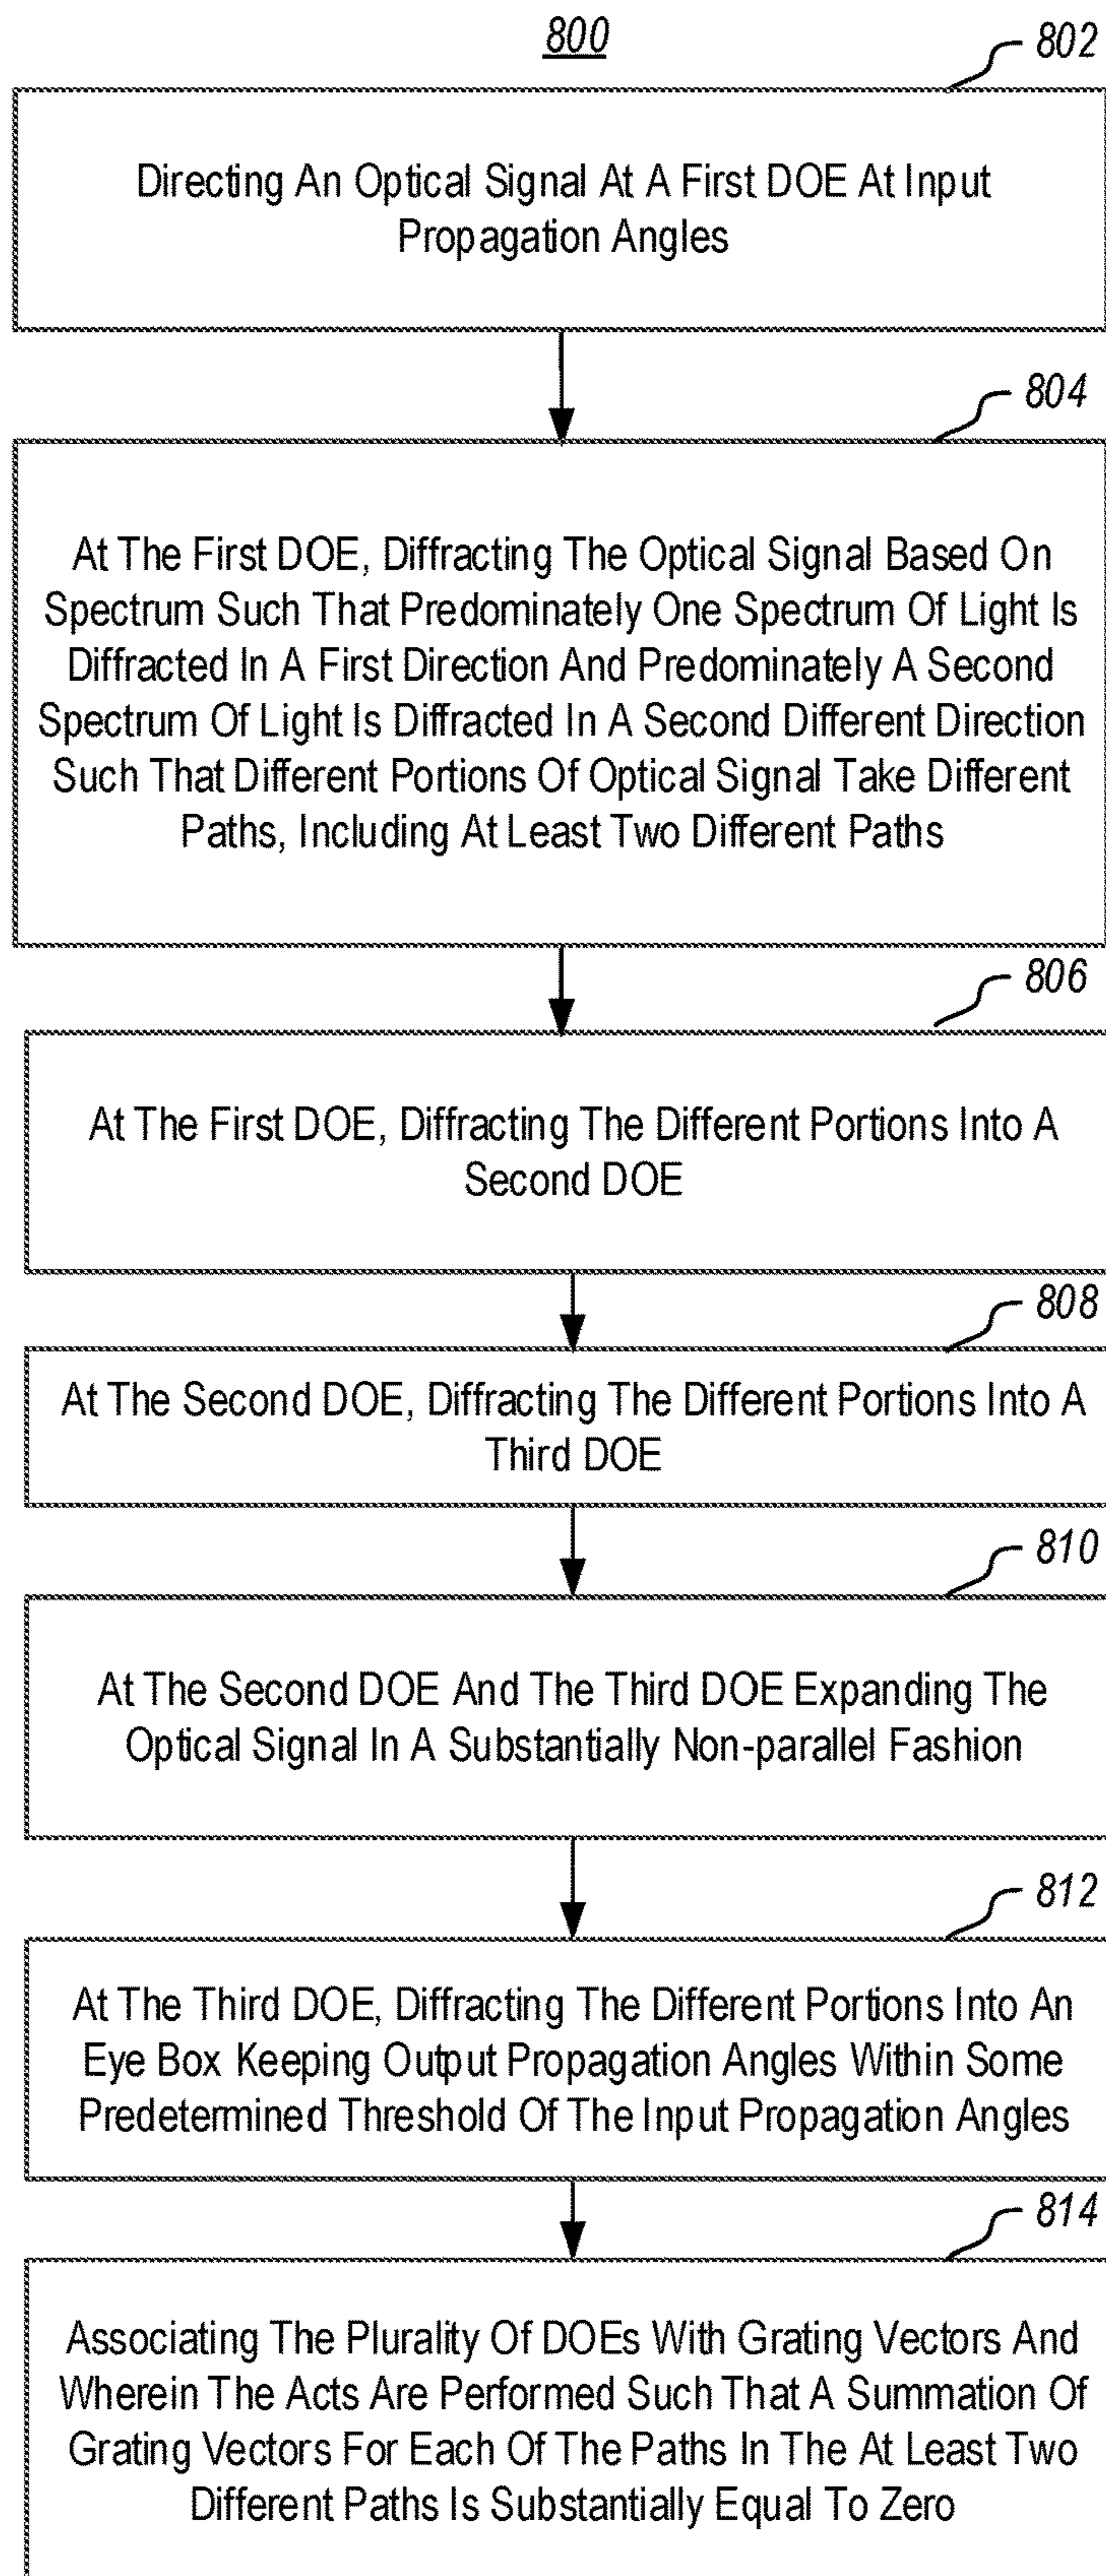 800
802
Directing An Optical Signal At A First DOE At Input
Propagation Angles
804
At The First DOE, Diffracting The Optical Signal Based On
Spectrum Such That Predominately One Spectrum Of Light Is
Diffracted In A First Direction And Predominately A Second
Spectrum Of Light Is Diffracted In A Second Different Direction
Such That Different Portions Of Optical Signal Take Different
Paths, Including At Least Two Different Paths
806
At The First DOE, Diffracting The Different Portions Into A
Second DOE
808
At The Second DOE, Diffracting The Different Portions Into A
Third DOE
810
At The Second DOE And The Third DOE Expanding The
Optical Signal In A Substantially Non-parallel Fashion
812
At The Third DOE, Diffracting The Different Portions Into An
Eye Box Keeping Output Propagation Angles Within Some
Predetermined Threshold Of The Input Propagation Angles
814
Associating The Plurality Of DOEs With Grating Vectors And
Wherein The Acts Are Performed Such That A Summation Of
Grating Vectors For Each Of The Paths In The At Least Two
Different Paths Is Substantially Equal To Zero